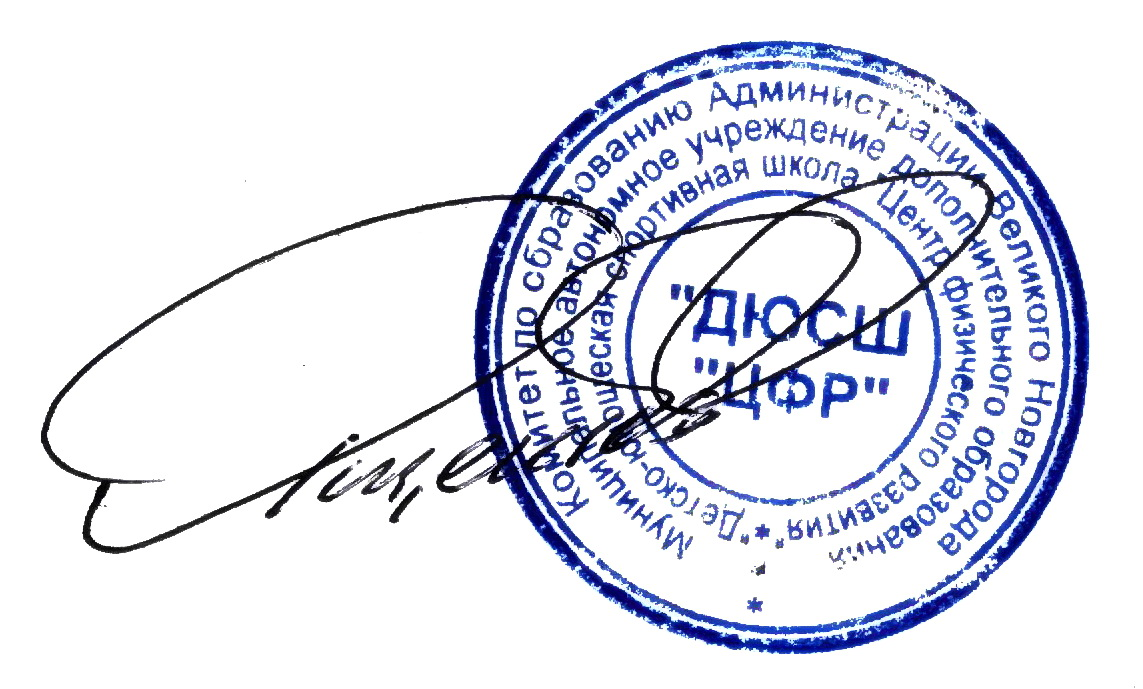 Комитет по образованию Администрации Великого Новгорода
Муниципальное автономное учреждение дополнительного образования
"Детско-юношеская спортивная школа "Центр физического развития"
"ДЮСШ
"ЦФР"